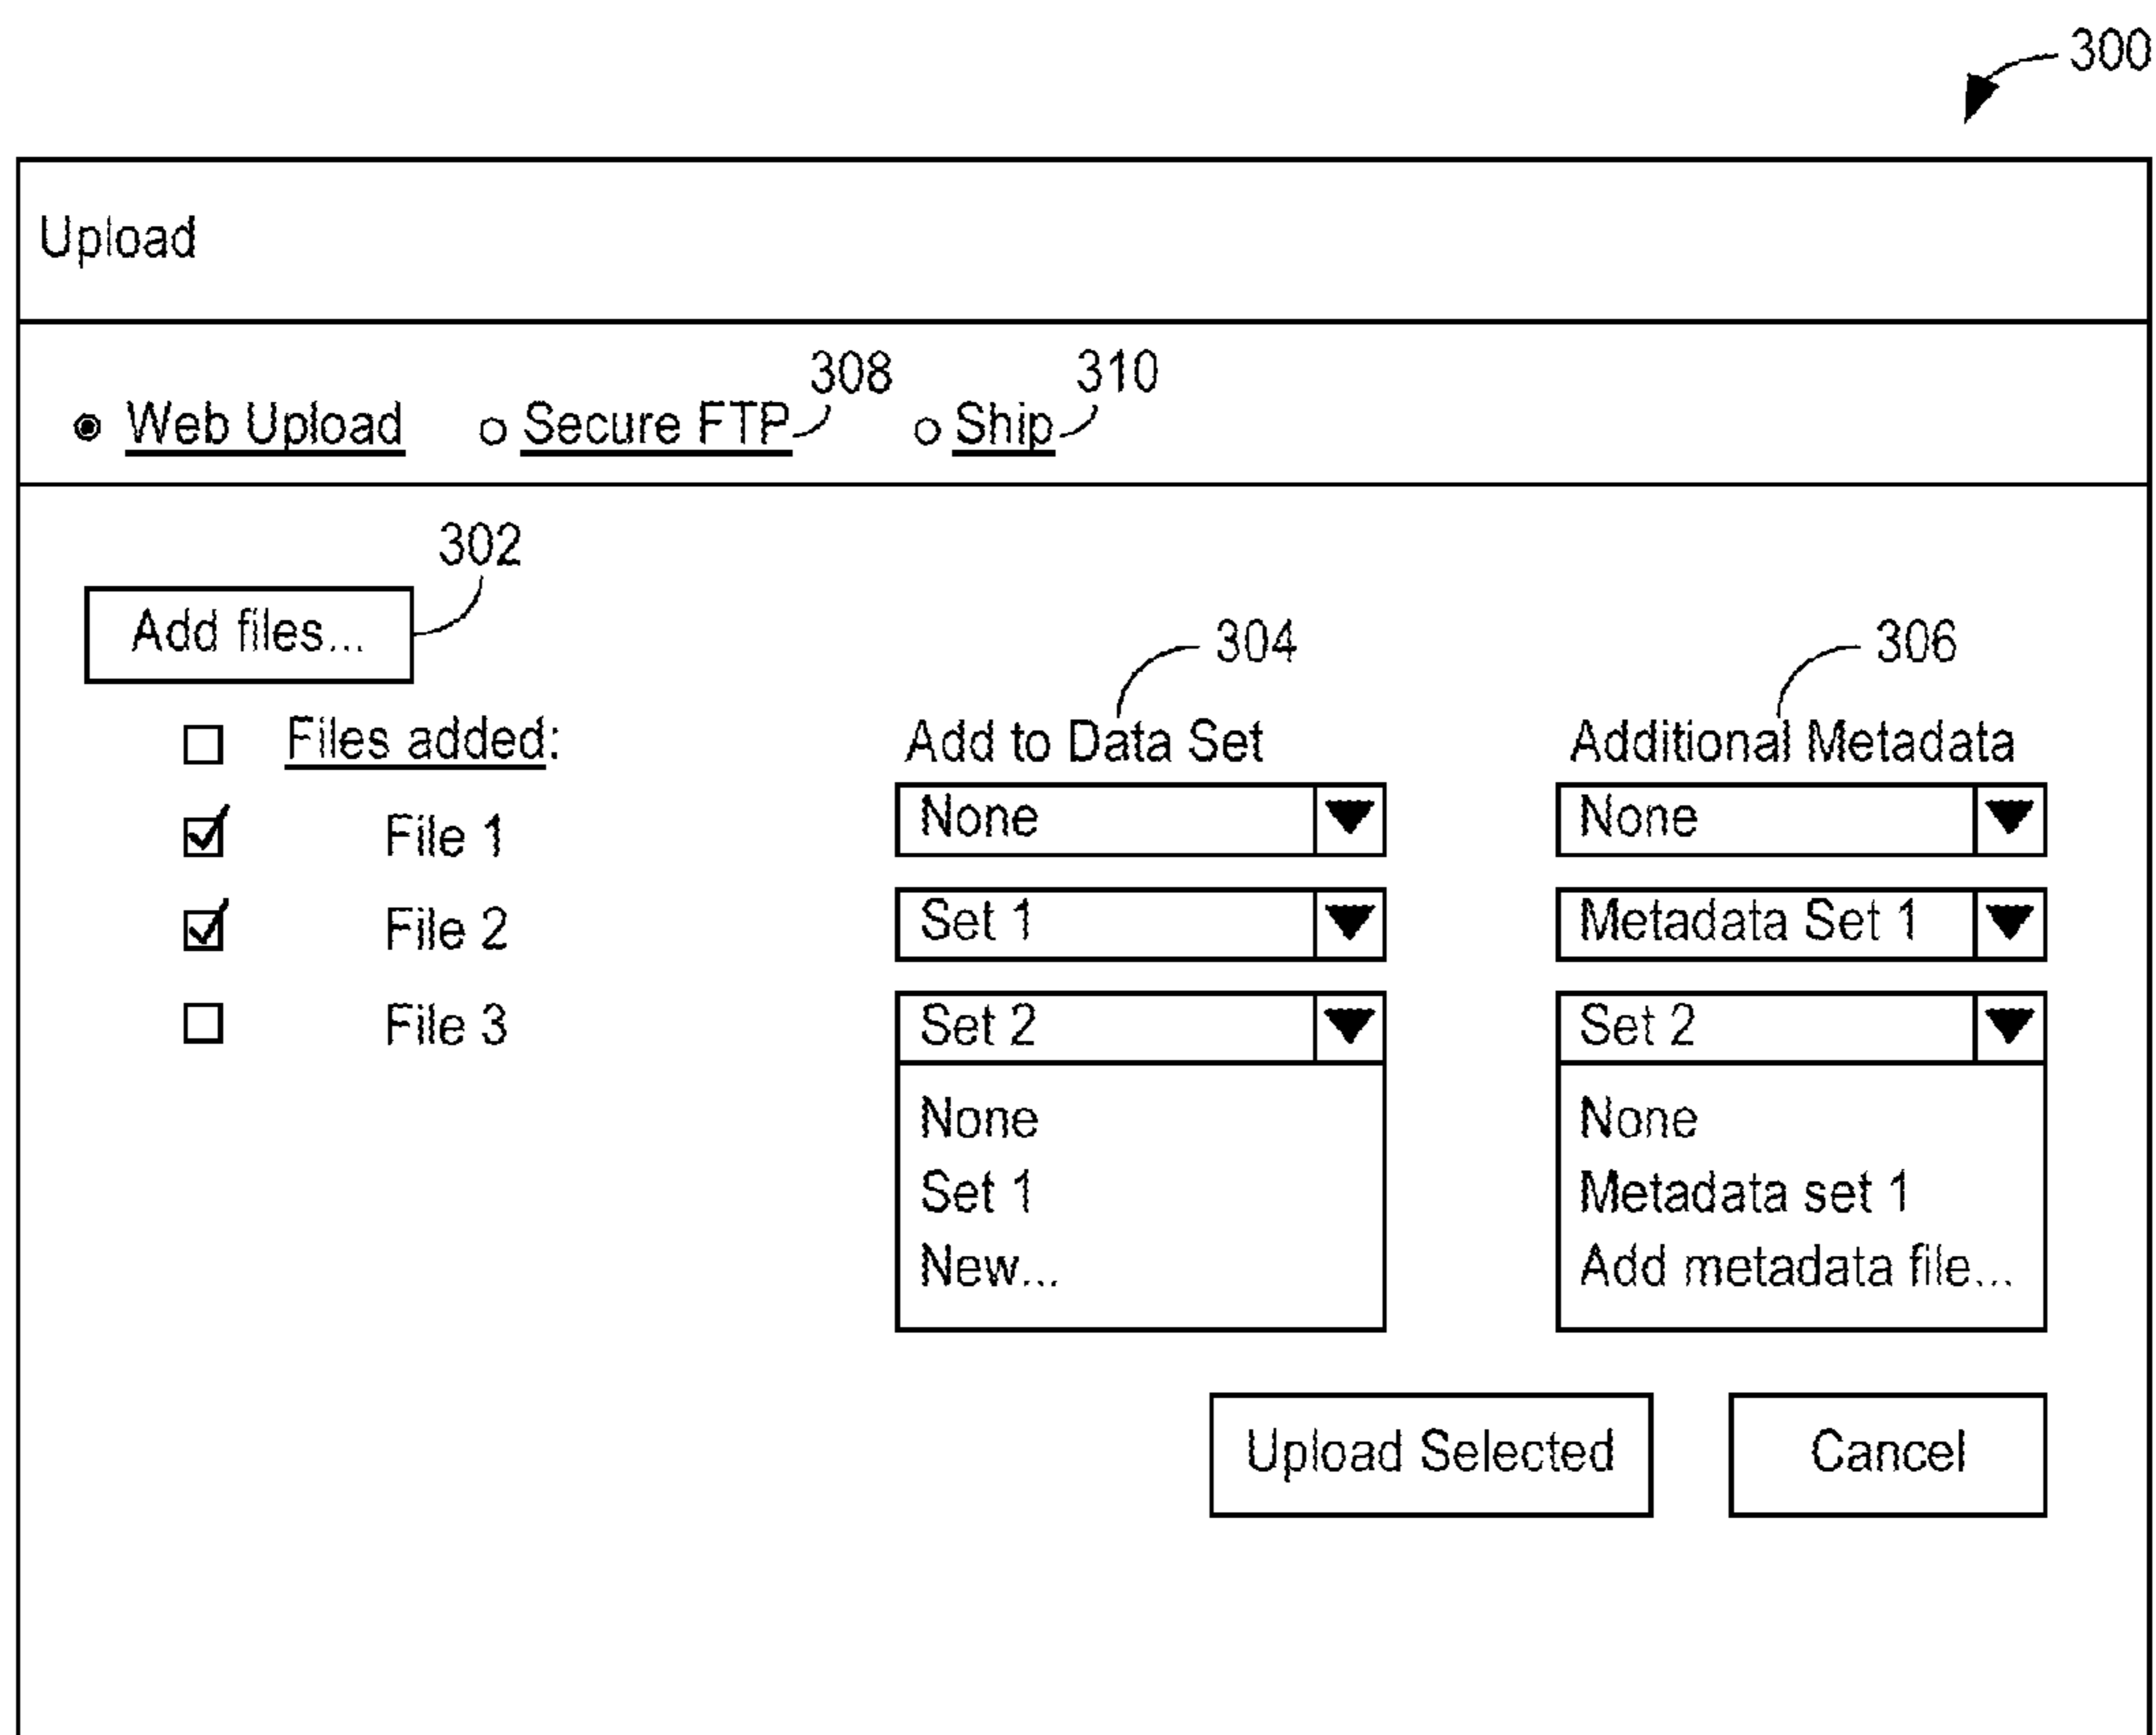 300
Upload
308 310
Web Upload Secure FTP Ship
302
Add files...
304 306
Files added: Add to Data Set Additional Metadata
File 1 None None
File 2 Set 1 Metadata Set 1
File 3 Set 2 Set 2
None None
Set 1 Metadata set 1
New... Add metadata file...
Upload Selected Cancel